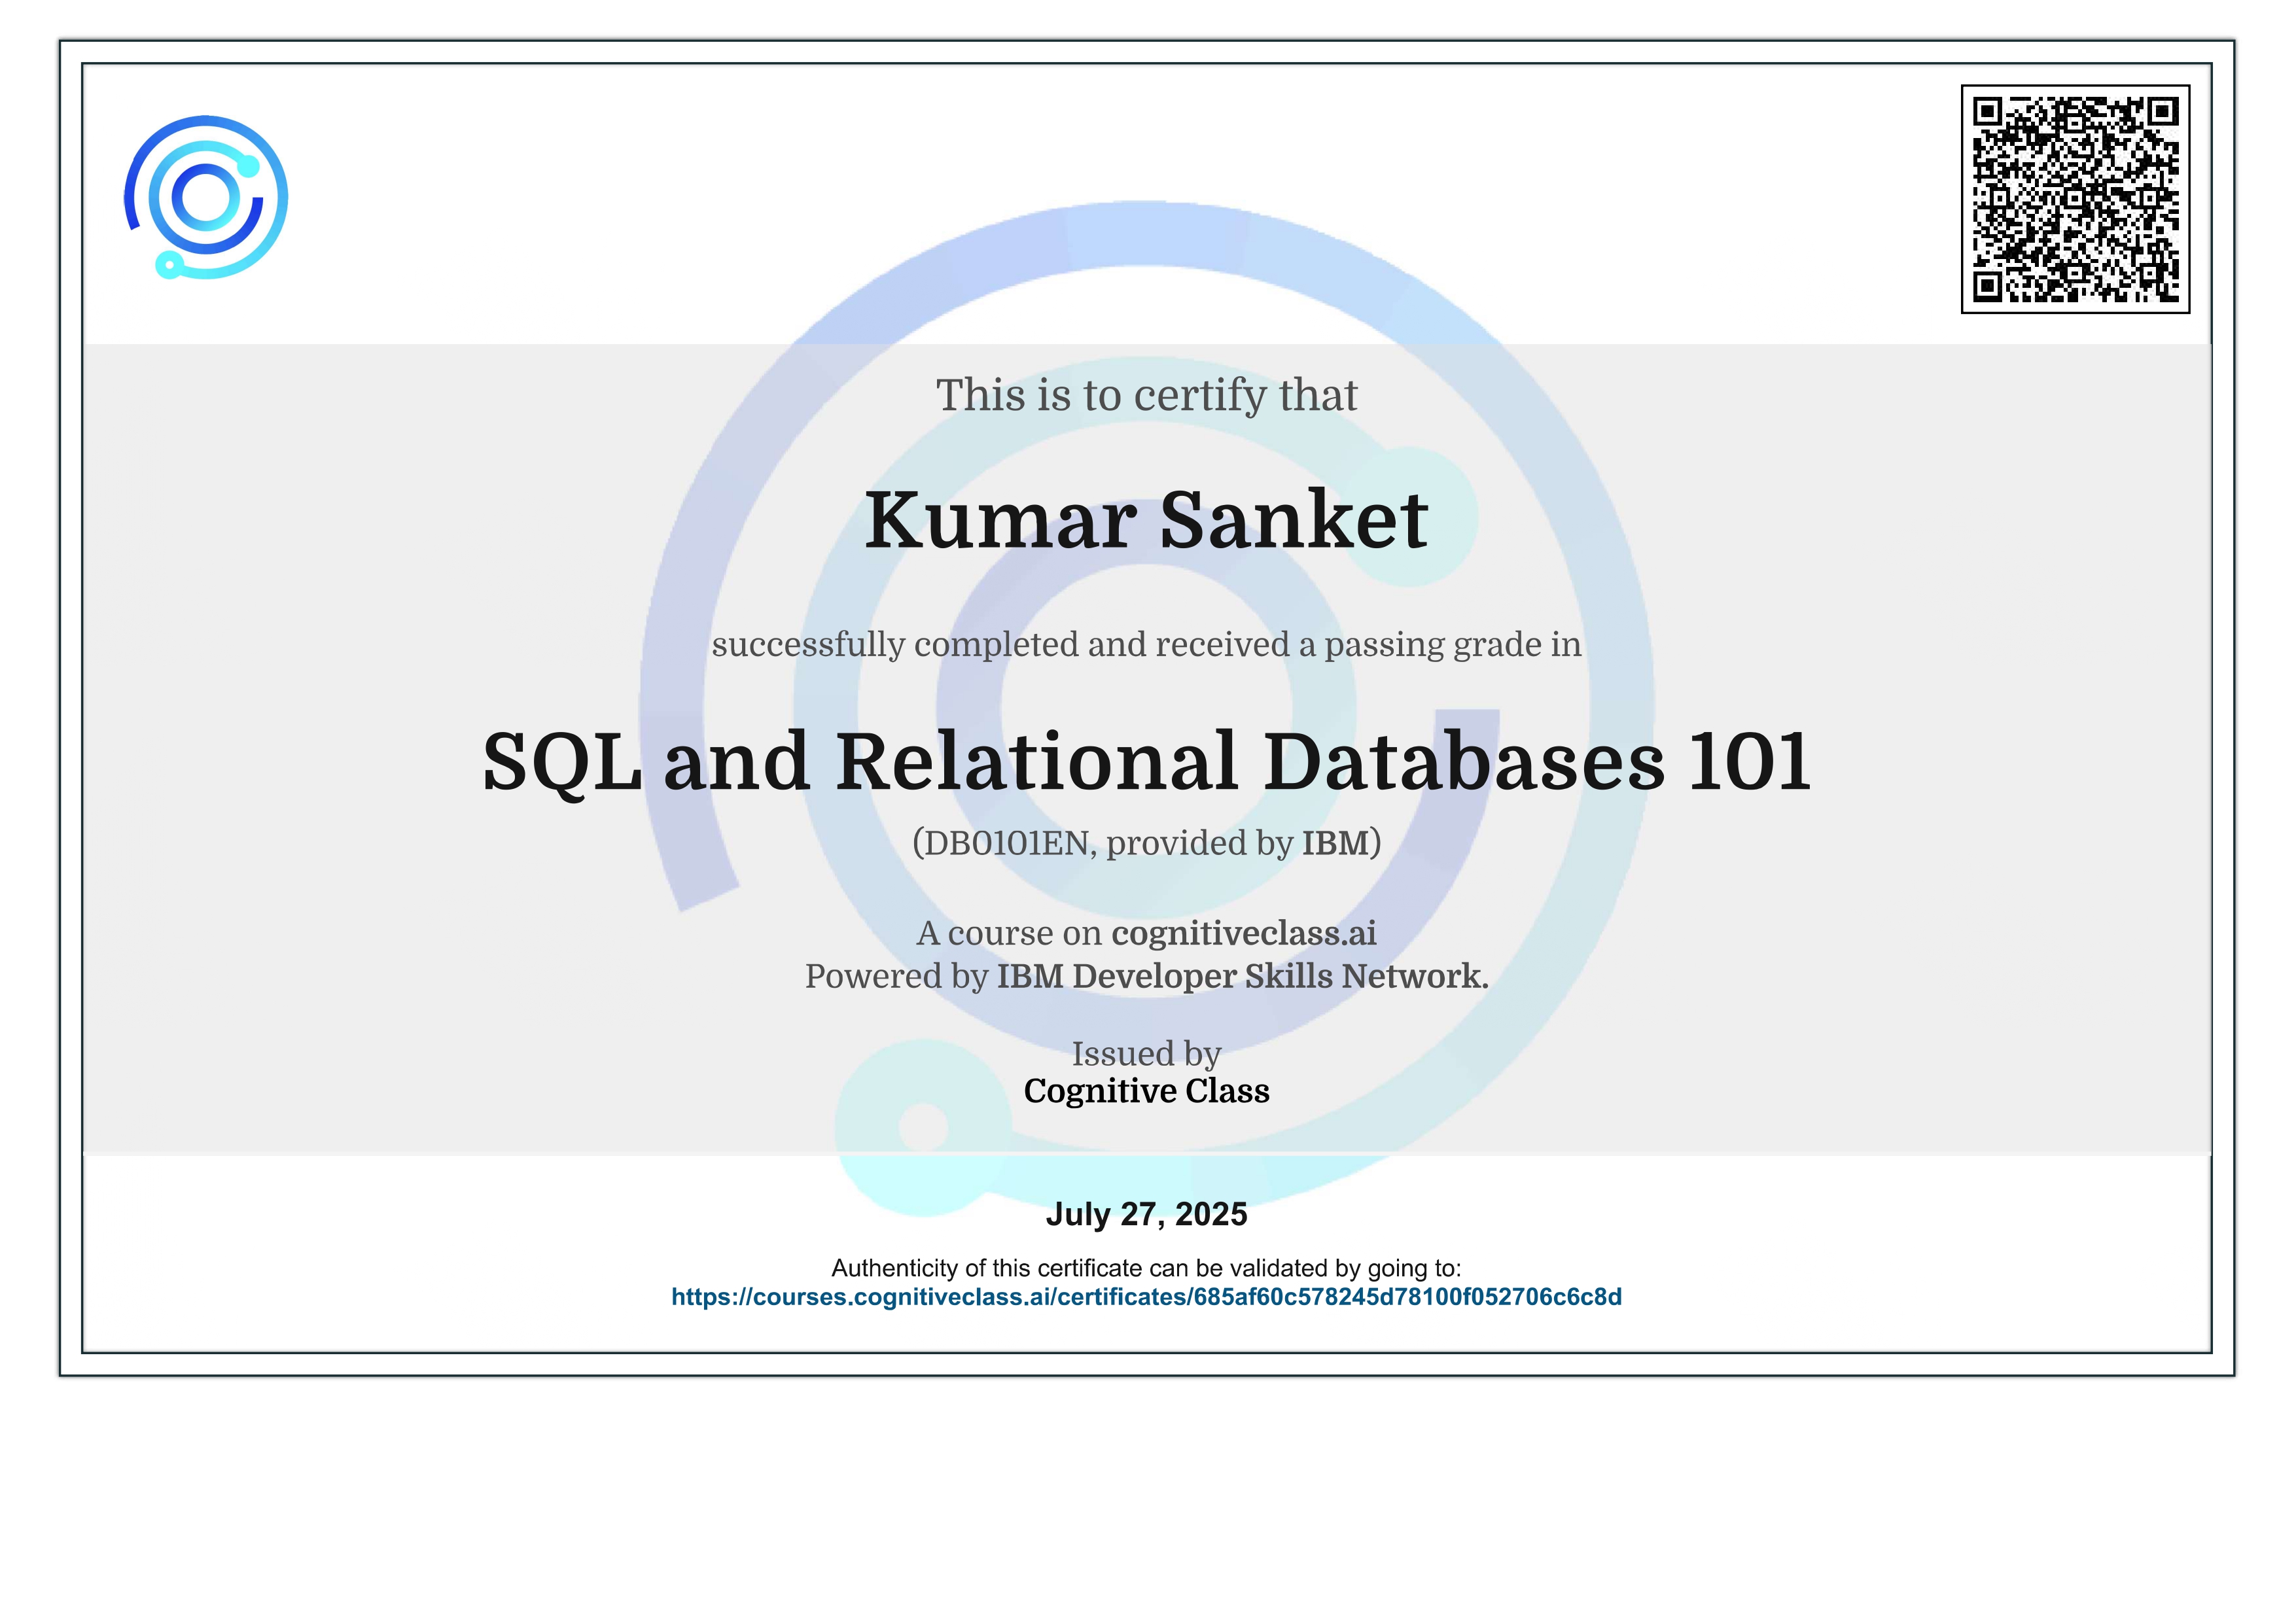 This is to certify that
Kumar Sanket
successfully completed and received a passing grade in
SQL and Relational Databases 101
(DB0101EN, provided by IBM)
A course on cognitiveclass.ai
Powered by IBM Developer Skills Network.
Issued by
Cognitive Class
July 27, 2025
Authenticity of this certificate can be validated by going to:
https://courses.cognitiveclass.ai/certificates/685af60c578245d78100f052706c6c8d